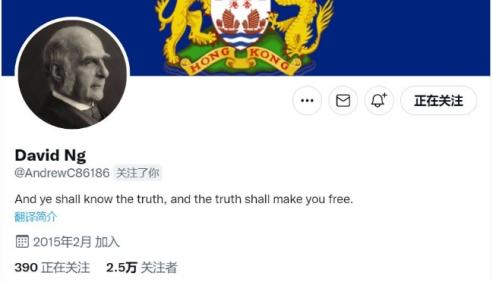 HONG KONG
正在关注
David Ng
@AndrewC86186 关注了你
And ye shall know the truth, and the truth shall make you free.
翻译简介
2015年2月 加入
390 正在关注 2.5万 关注者